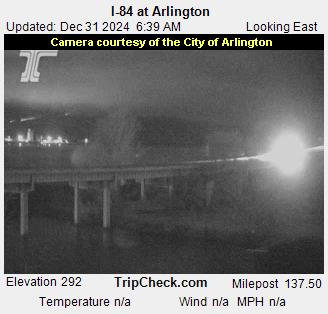 I-84 at Arlington
Updated: Dec 31 2024 6:39 AM Looking East
Camera courtesy of the City of Arlington
Elevation 292 TripCheck.com Milepost 137.50
Temperature n/a Wind n/a MPH n/a